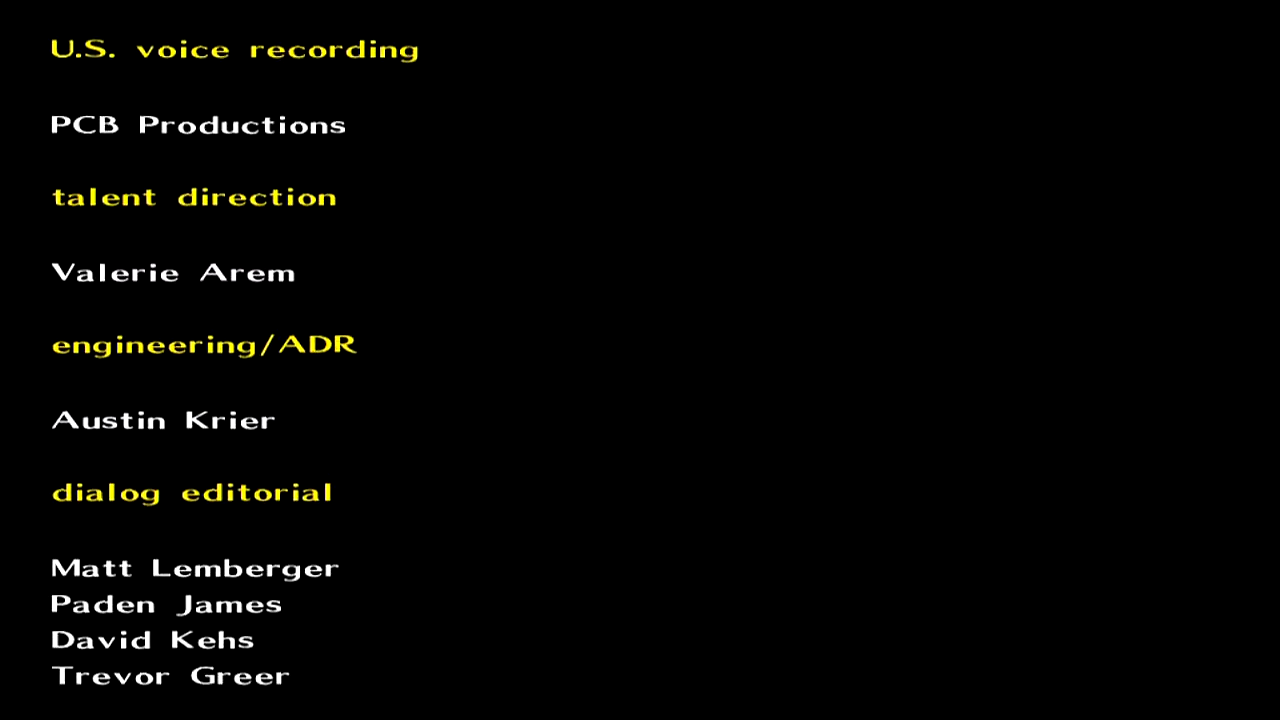 U.S. voice recording
PCB Productions
talent direction
Valerie Arem
engineering/ADR
Austin Krier
dialog editorial
Matt Lemberger
Paden James
David Kehs
Trevor Greer